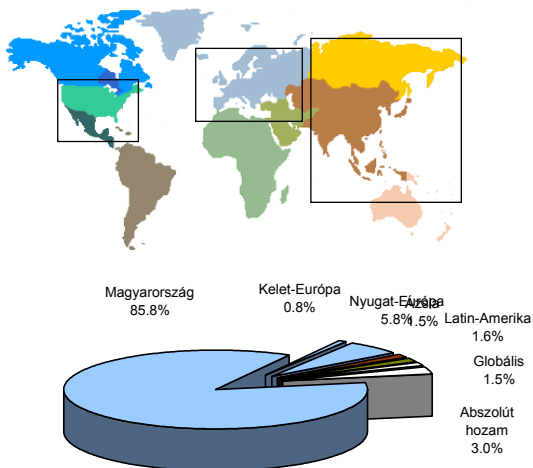 Magyarország
85.8%
Kelet-Európa
0.8%
Nyugat-Európa
5.8%
Ázsia
1.5%
Latin-Amerika
1.6%
Globális
1.5%
Abszolút
hozam
3.0%